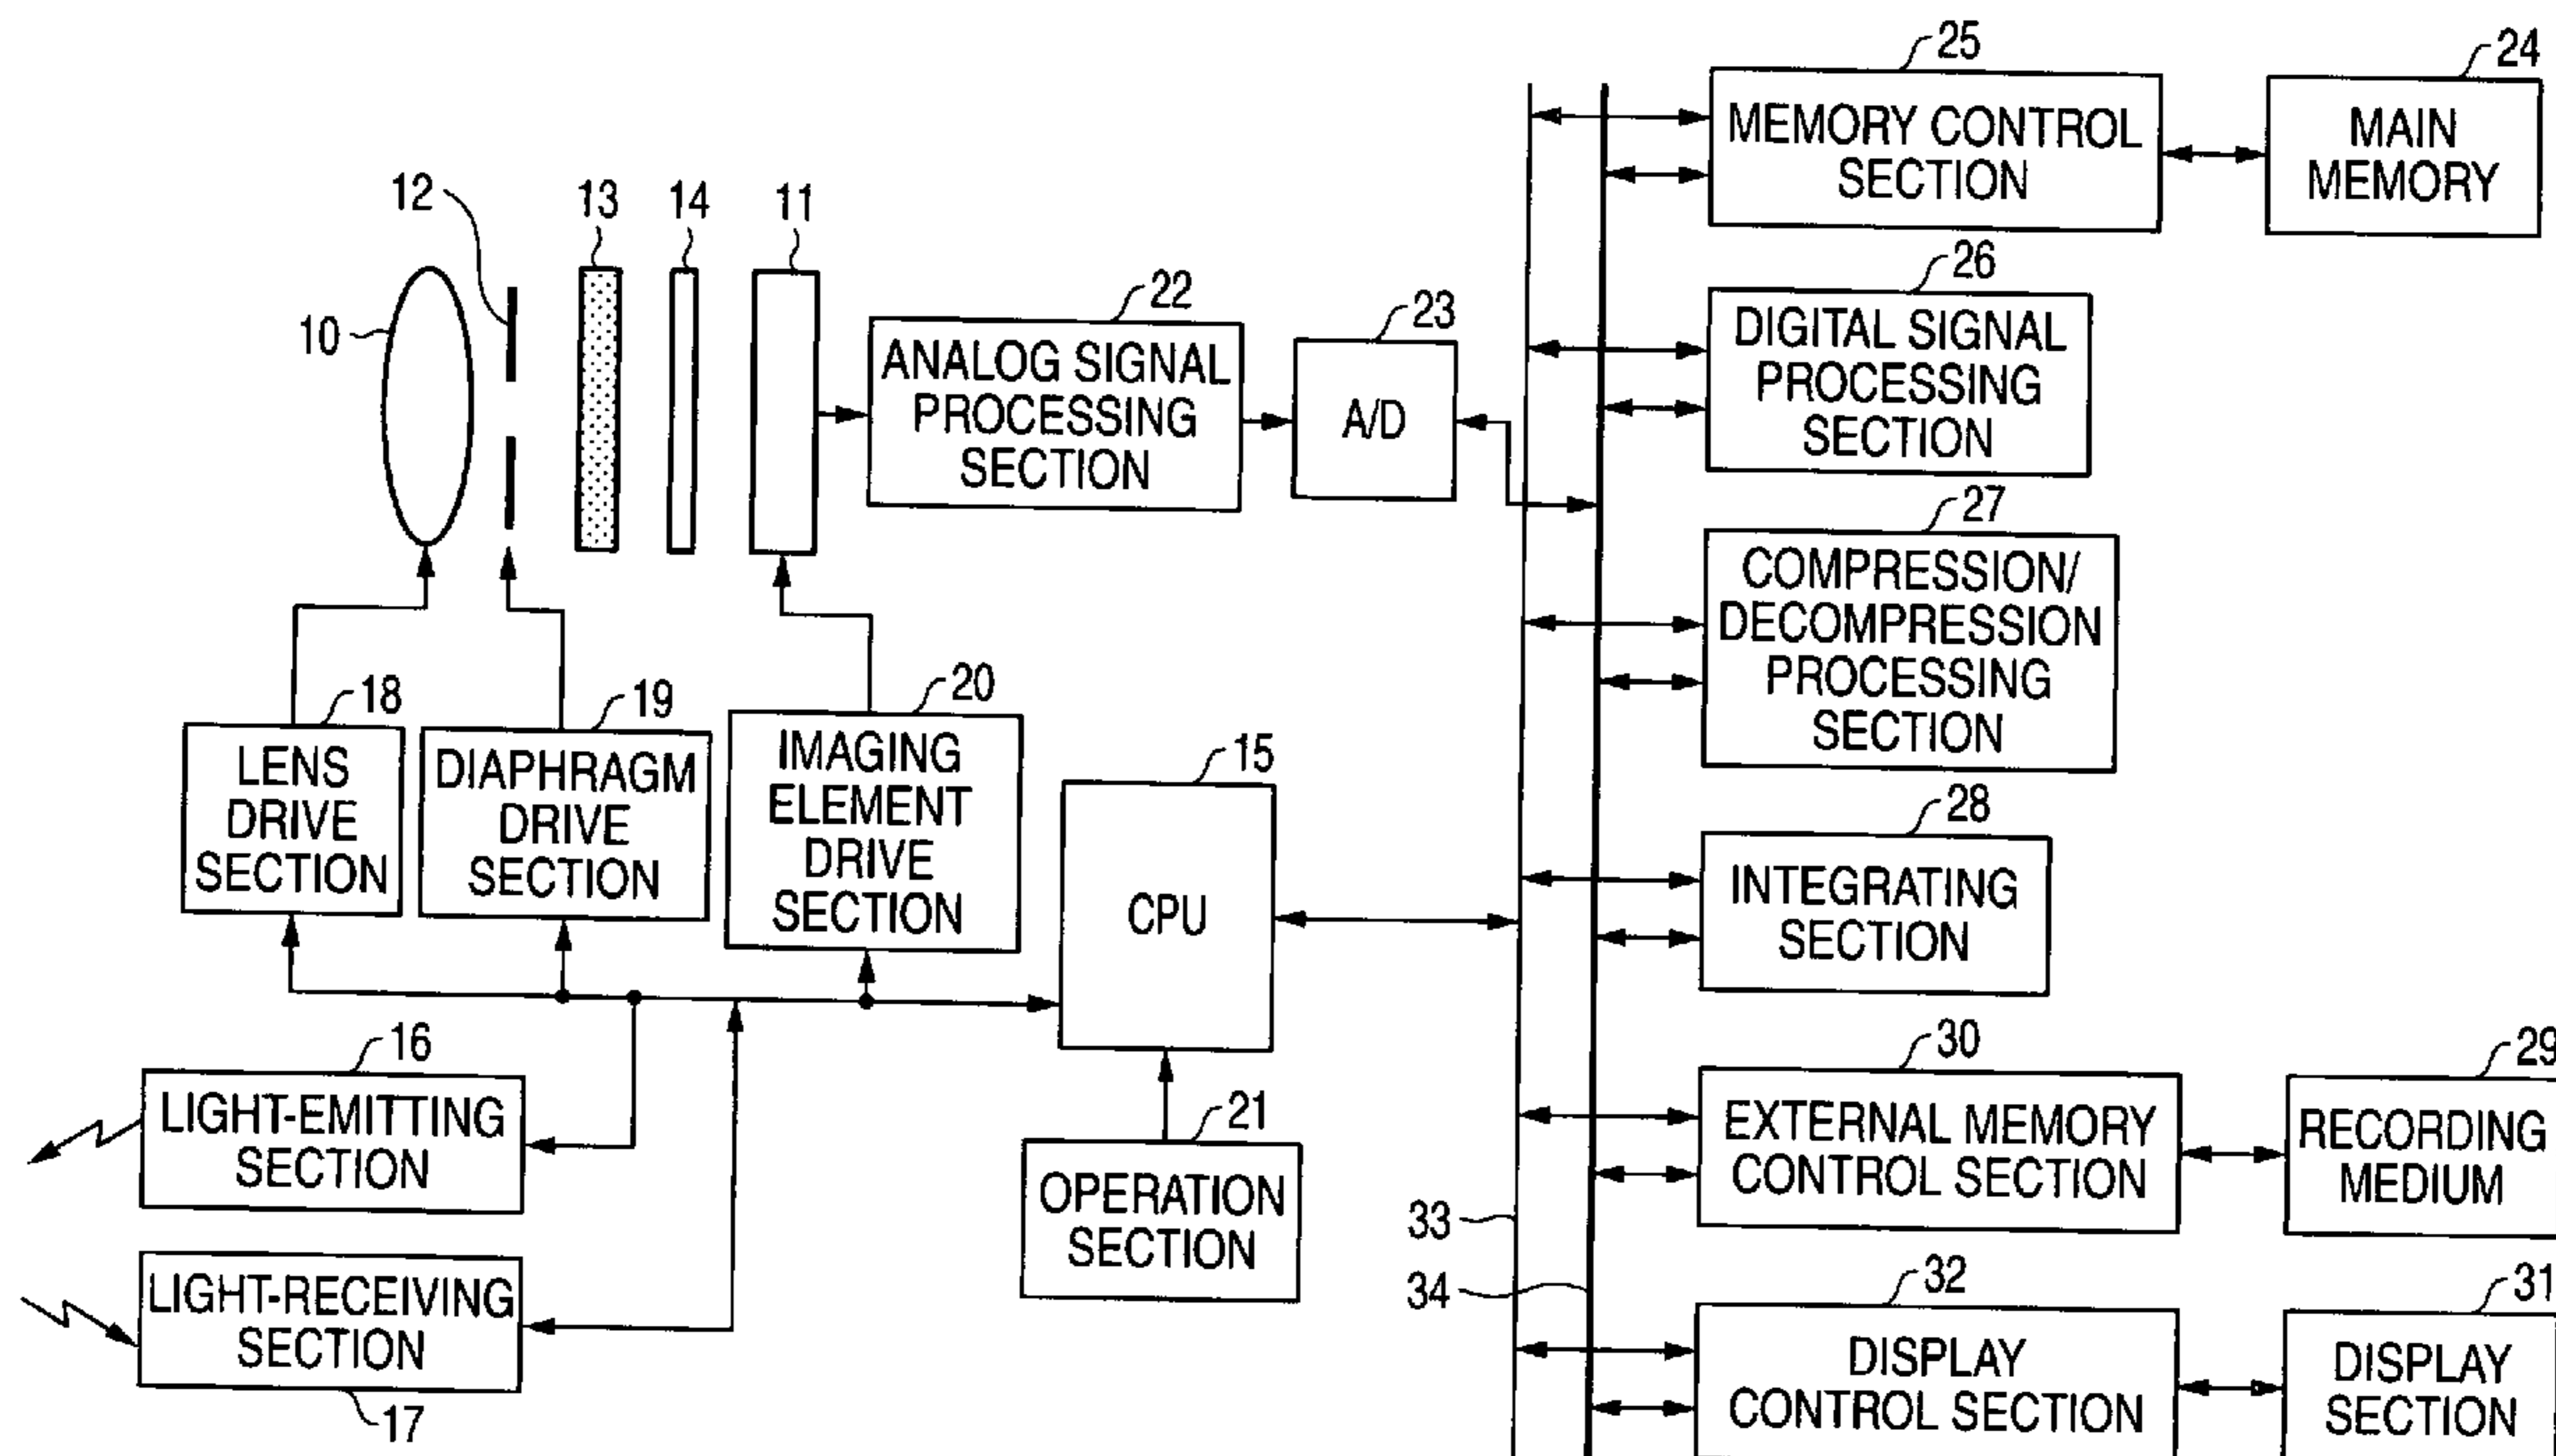 25
24
MEMORY CONTROL
SECTION
MAIN
MEMORY
12
13
14
11
10
22
ANALOG SIGNAL
PROCESSING
SECTION
23
A/D
26
DIGITAL SIGNAL
PROCESSING
SECTION
27
COMPRESSION/
DECOMPRESSION
PROCESSING
SECTION
18
LENS
DRIVE
SECTION
19
DIAPHRAGM
DRIVE
SECTION
20
IMAGING
ELEMENT
DRIVE
SECTION
15
CPU
28
INTEGRATING
SECTION
16
LIGHT-EMITTING
SECTION
21
OPERATION
SECTION
30
EXTERNAL MEMORY
CONTROL SECTION
29
RECORDING
MEDIUM
33
34
LIGHT-RECEIVING
SECTION
17
32
DISPLAY
CONTROL SECTION
31
DISPLAY
SECTION